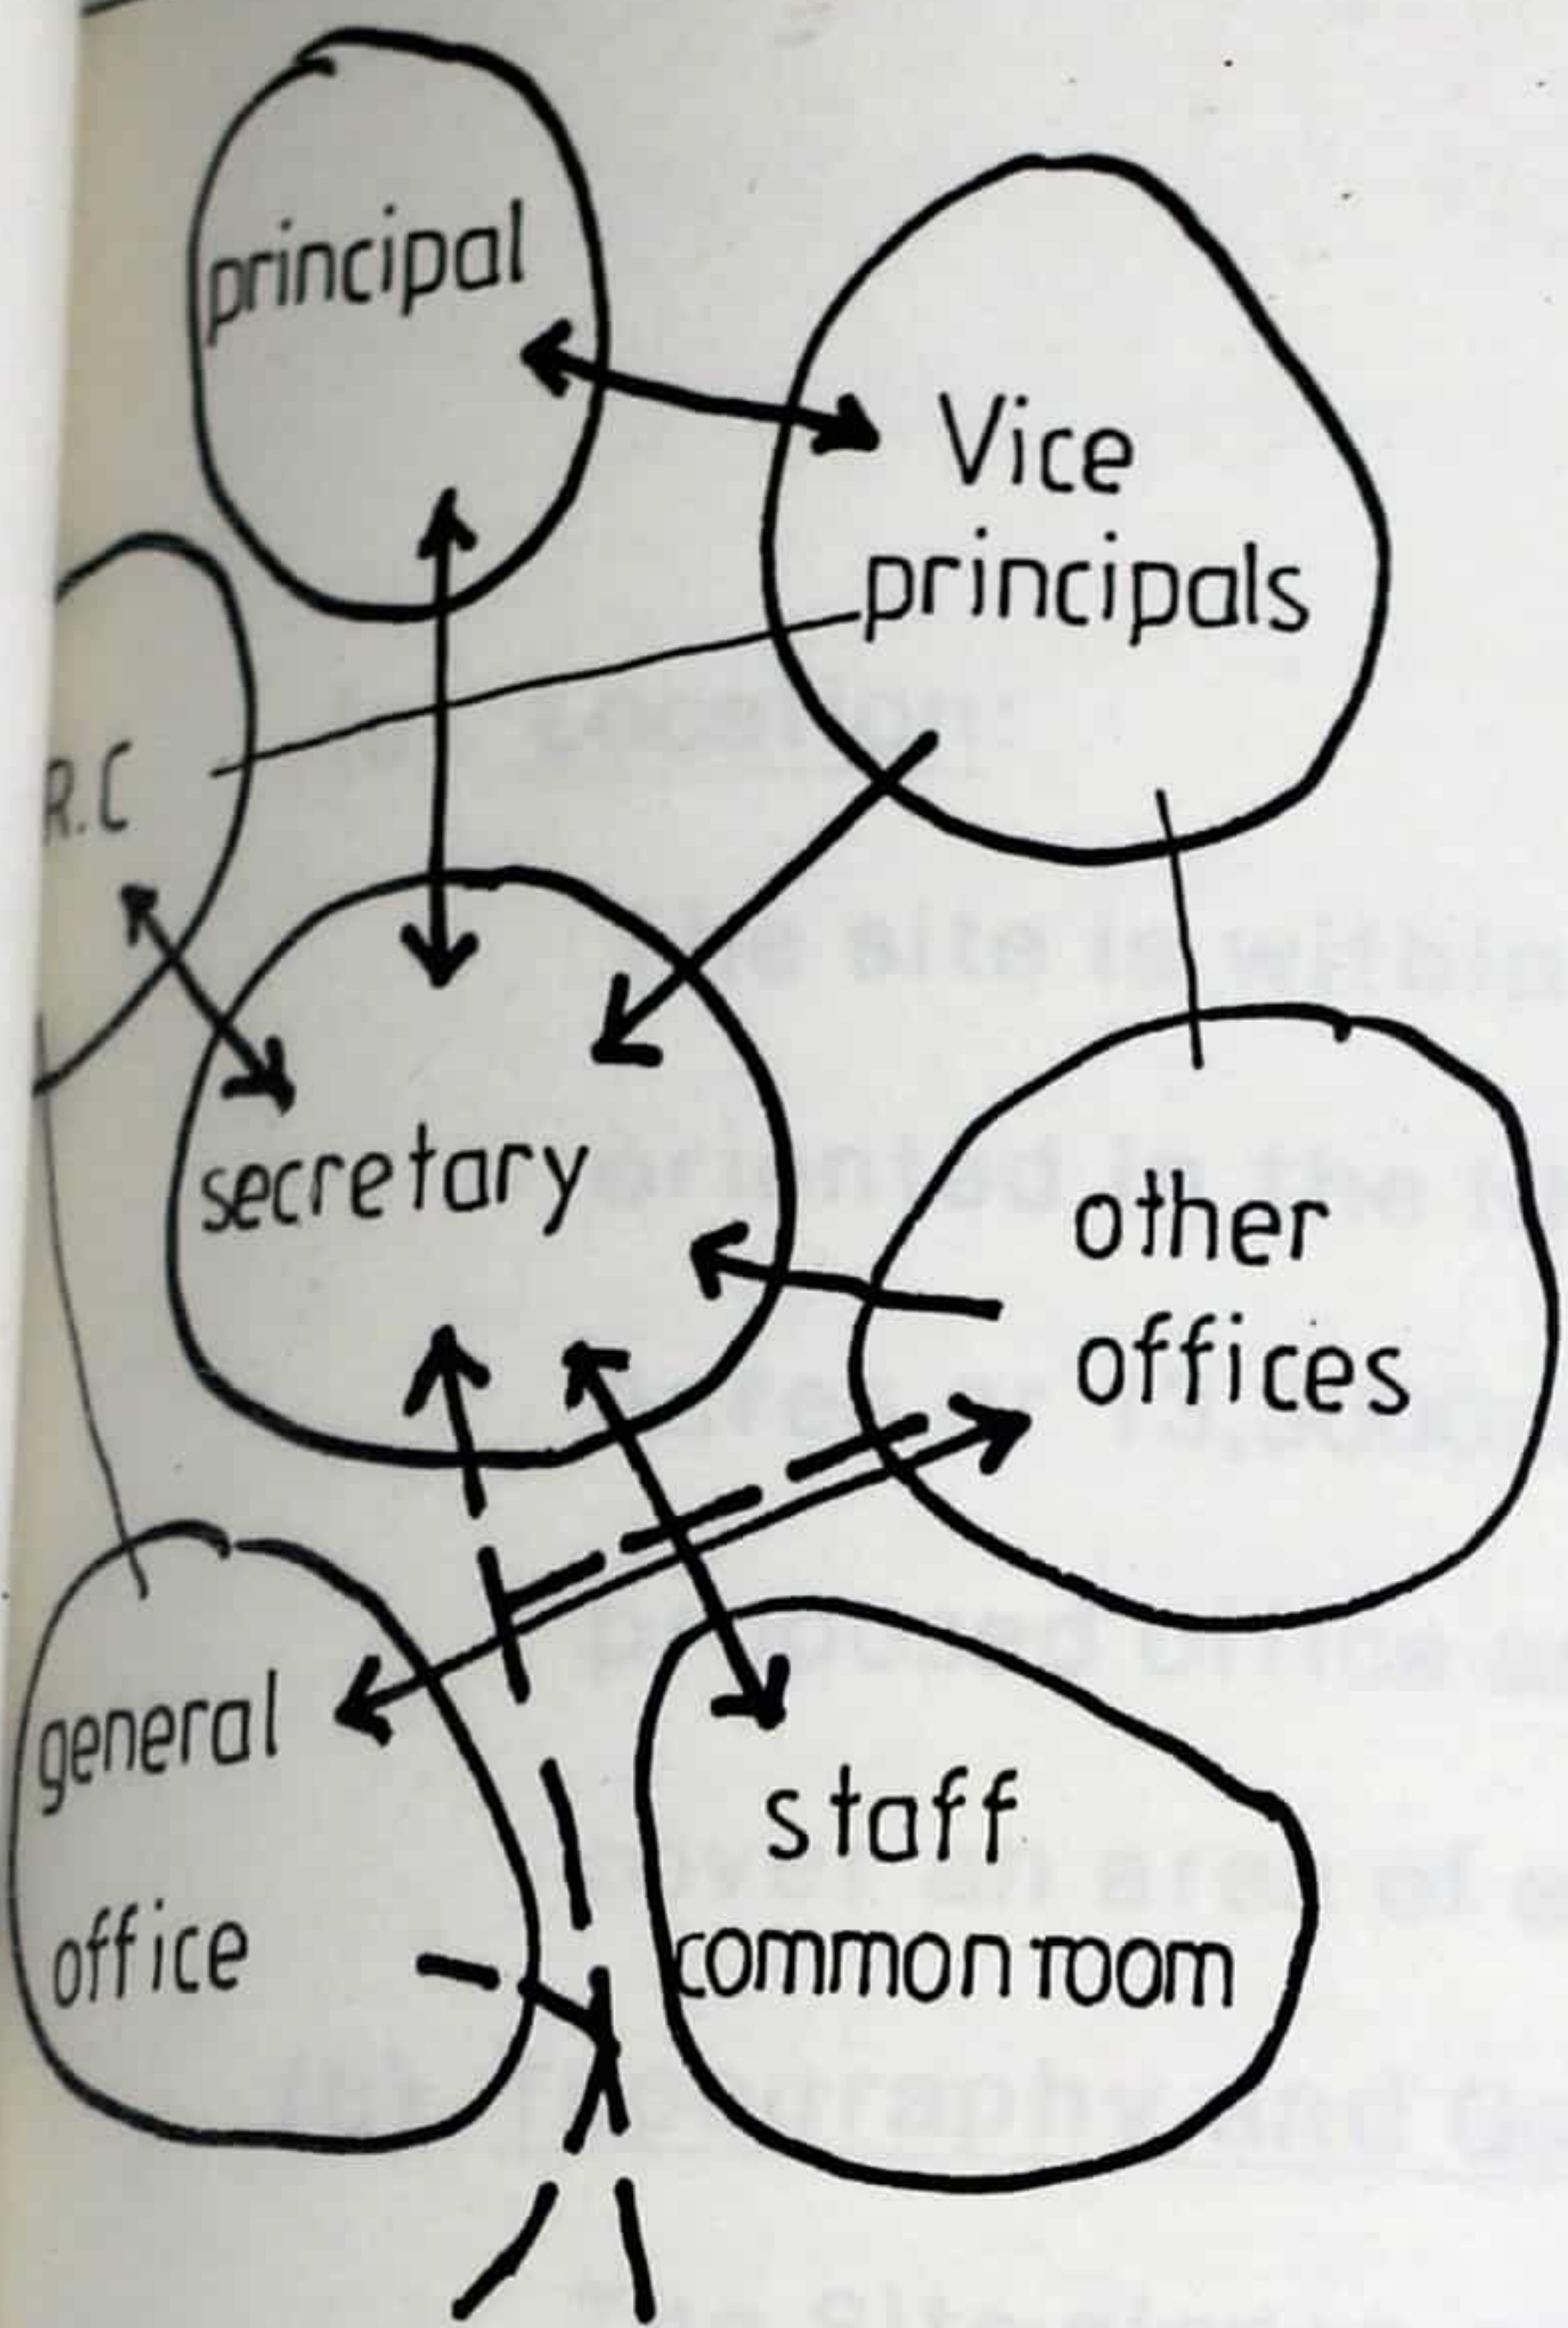 principal
Vice
principals
R.C
secretary
other
offices
general
office
staff
common room